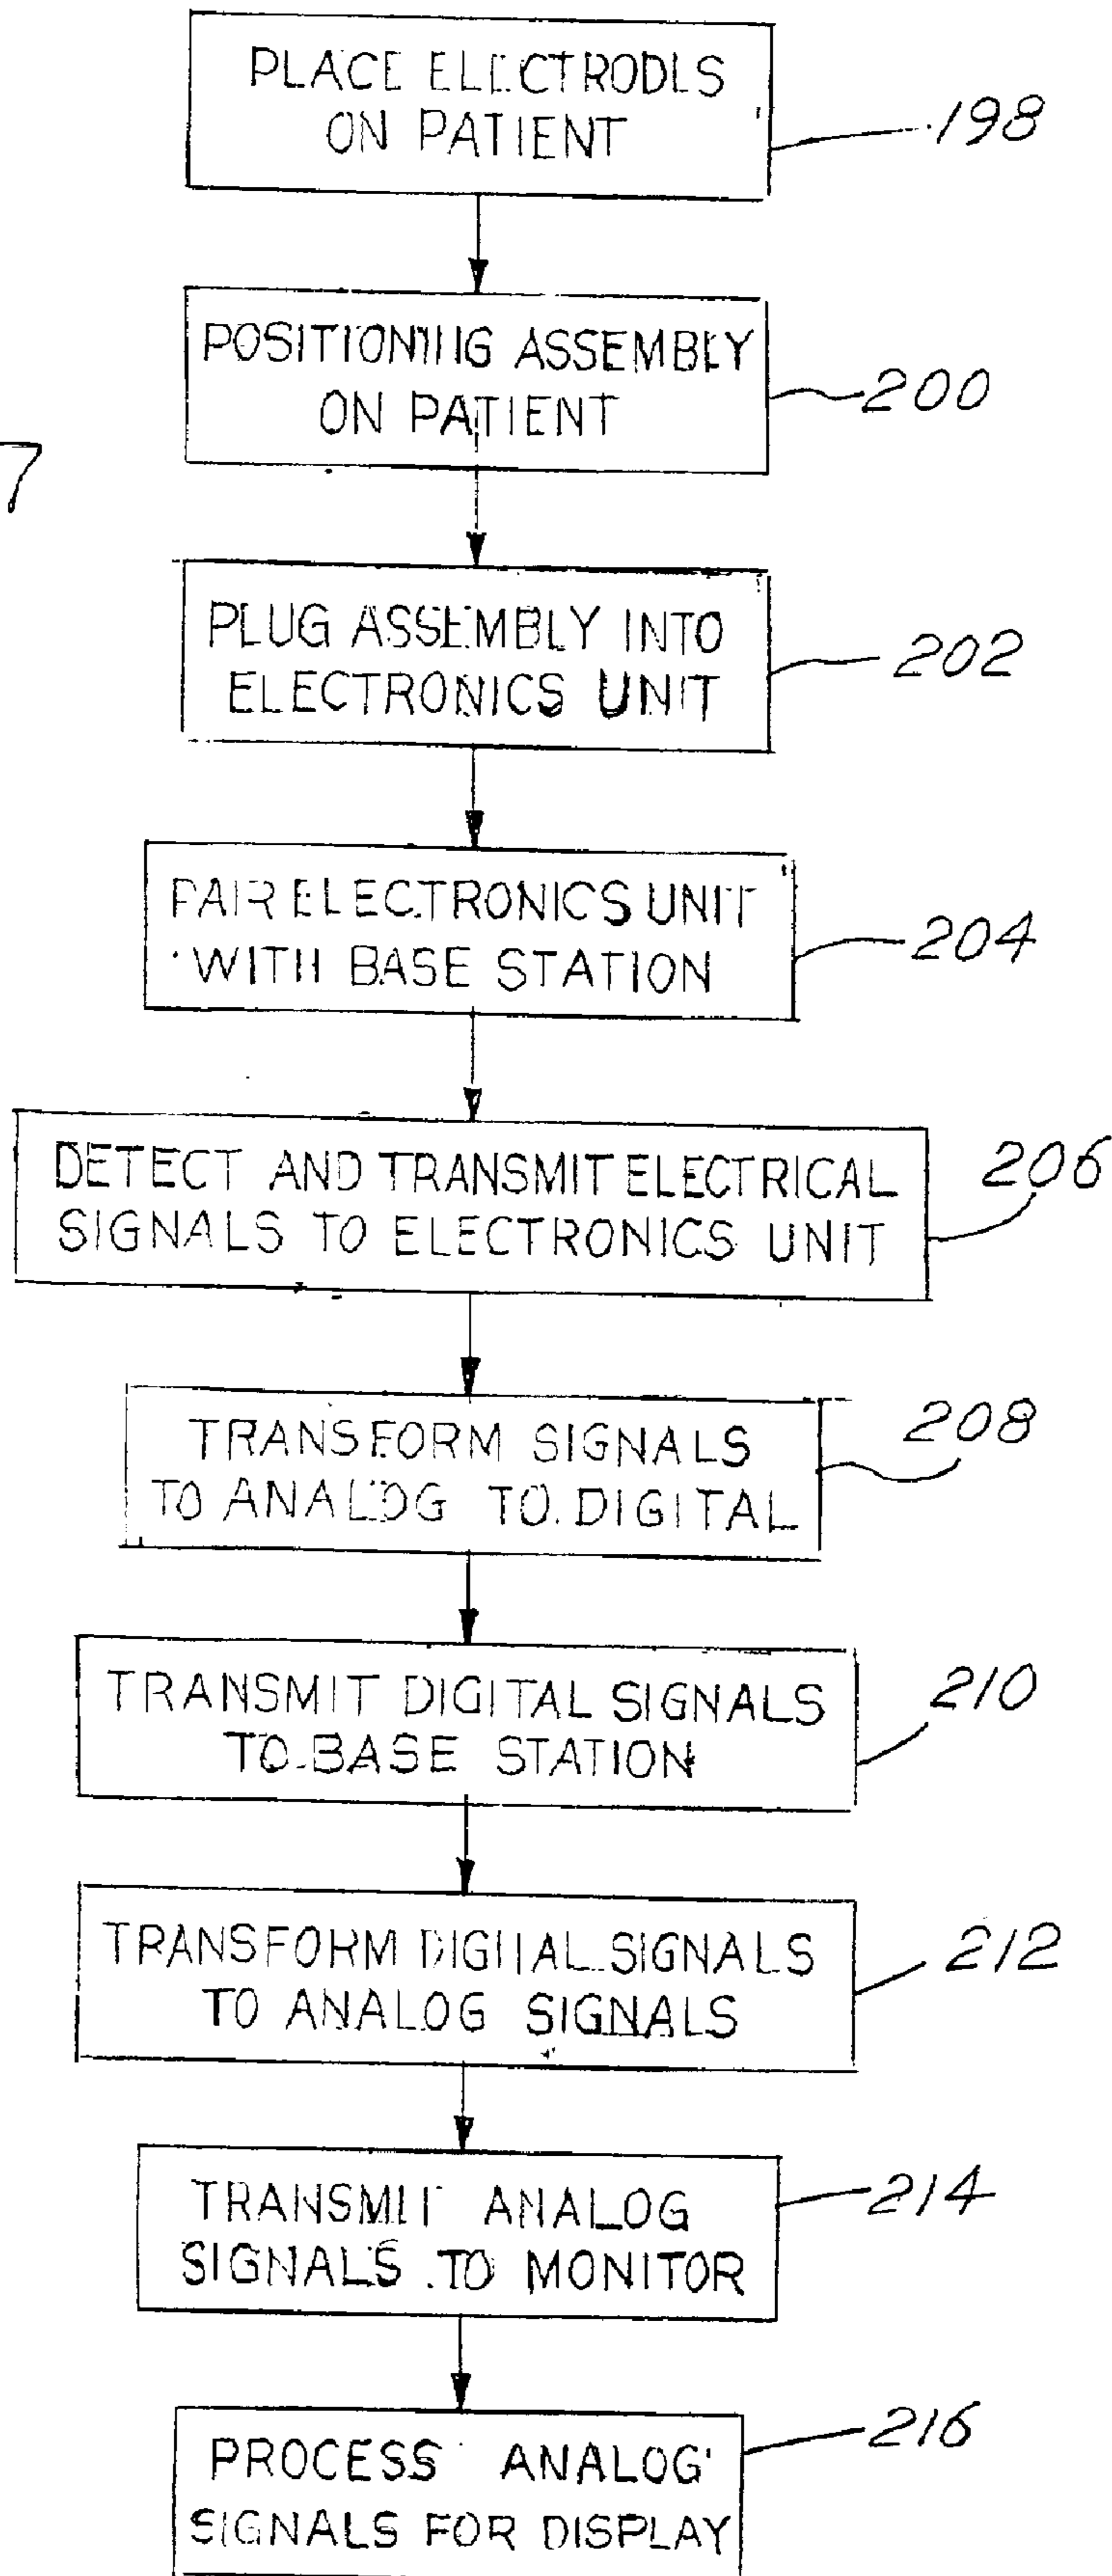 PLACE ELECTRODES
ON PATIENT
198
POSITIONING ASSEMBLY
ON PATIENT
200
7
PLUG ASSEMBLY INTO
ELECTRONICS UNIT
202
PAIR ELECTRONICS UNIT
WITH BASE STATION
204
DETECT AND TRANSMIT ELECTRICAL
SIGNALS TO ELECTRONICS UNIT
206
TRANSFORM SIGNALS
TO ANALOG TO DIGITAL
208
TRANSMIT DIGITAL SIGNALS
TO BASE STATION
210
TRANSFORM DIGITAL SIGNALS
TO ANALOG SIGNALS
212
TRANSMIT ANALOG
SIGNALS TO MONITOR
214
PROCESS ANALOG
SIGNALS FOR DISPLAY
216